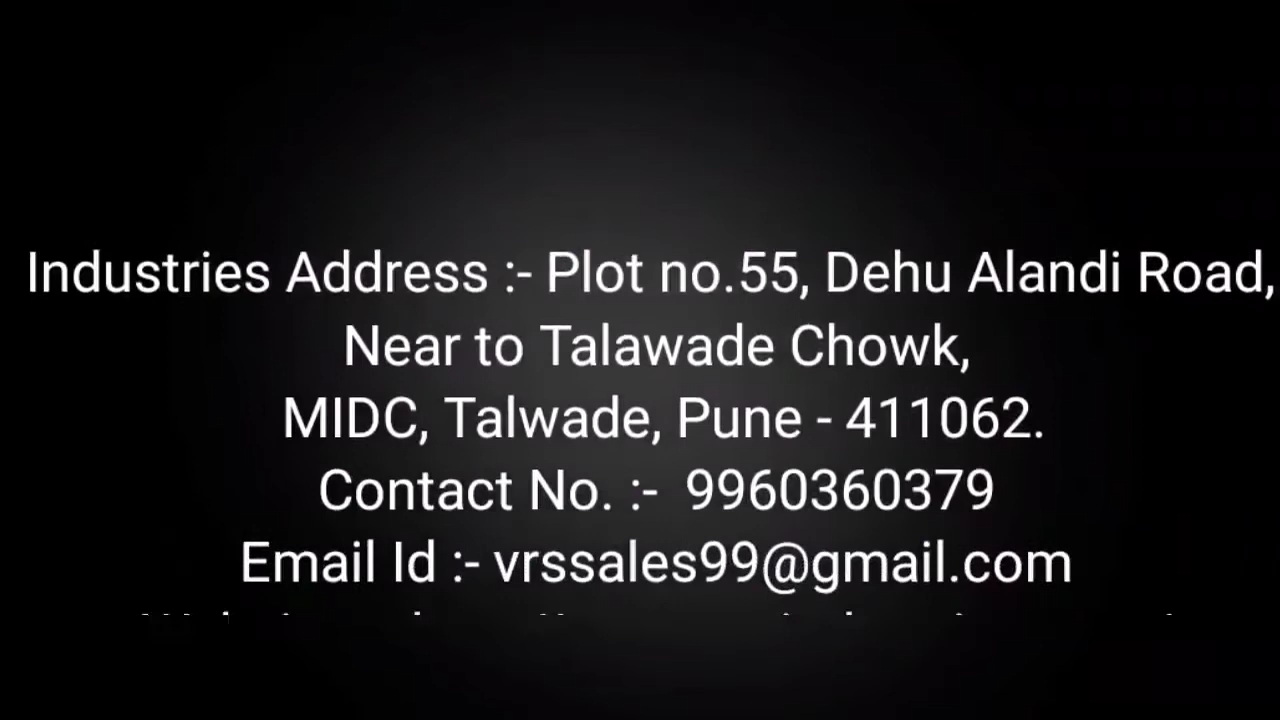 Industries Address :- Plot no.55, Dehu Alandi Road,
Near to Talawade Chowk,
MIDC, Talwade, Pune - 411062.
Contact No. :- 9960360379
Email Id :- vrssales99@gmail.com